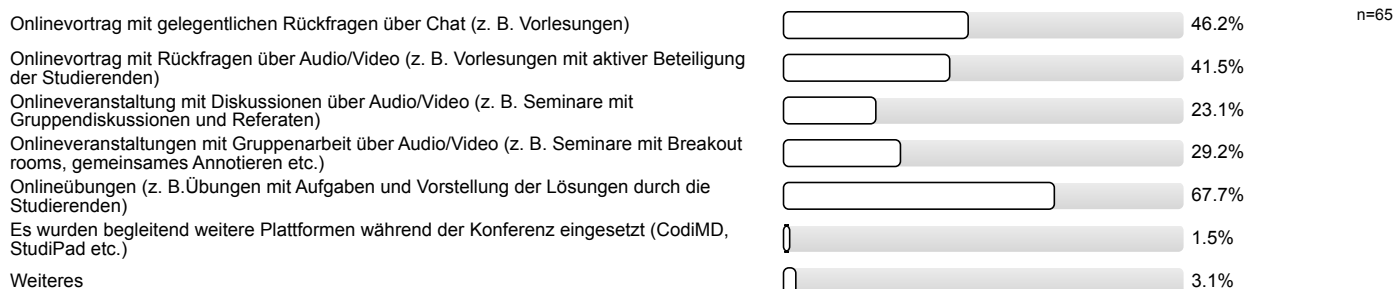 Onlinevortrag mit gelegentlichen Rückfragen über Chat (z. B. Vorlesungen) 46.2% n=65
Onlinevortrag mit Rückfragen über Audio/Video (z. B. Vorlesungen mit aktiver Beteiligung
der Studierenden) 41.5%
Onlineveranstaltung mit Diskussionen über Audio/Video (z. B. Seminare mit
Gruppendiskussionen und Referaten) 23.1%
Onlineveranstaltungen mit Gruppenarbeit über Audio/Video (z. B. Seminare mit Breakout
rooms, gemeinsames Annotieren etc.) 29.2%
Onlineübungen (z. B.Übungen mit Aufgaben und Vorstellung der Lösungen durch die
Studierenden) 67.7%
Es wurden begleitend weitere Plattformen während der Konferenz eingesetzt (CodiMD,
StudiPad etc.) 1.5%
Weiteres 3.1%